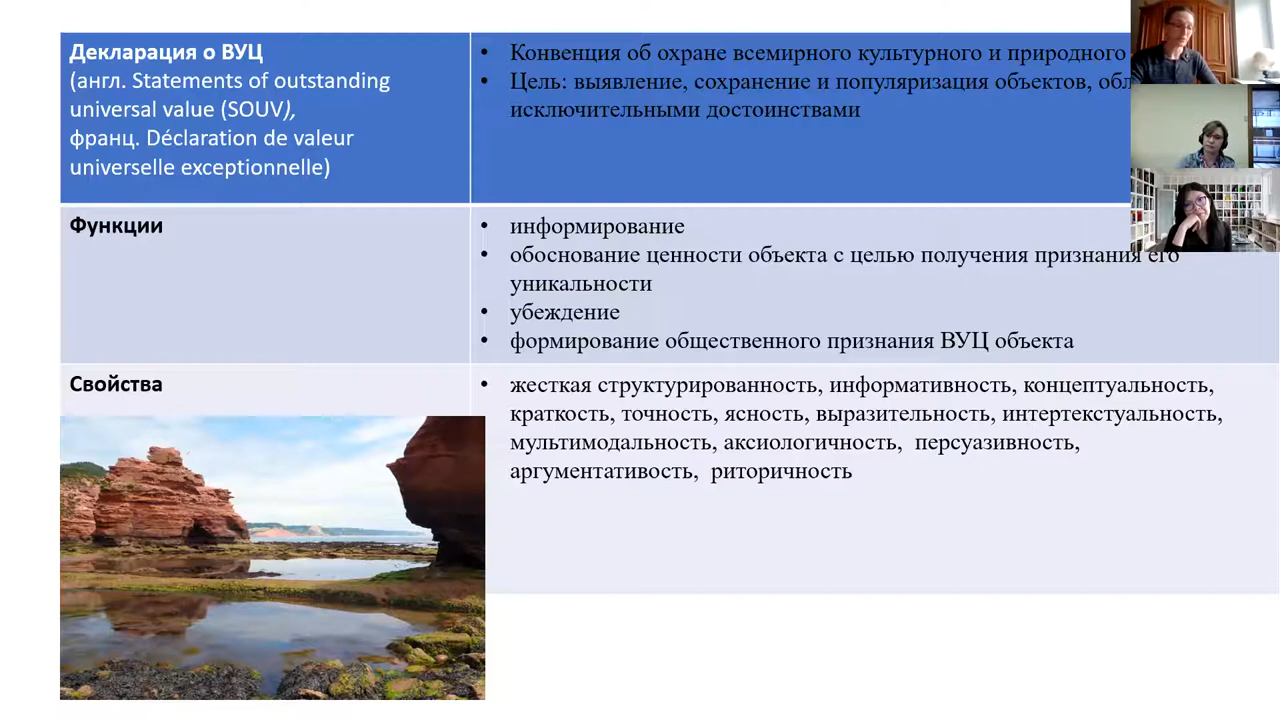 Декларация о ВУЦ
(англ. Statements of outstanding
universal value (SOUV),
франц. Déclaration de valeur
universelle exceptionnelle)
• Конвенция об охране всемирного культурного и природного
• Цель: выявление, сохранение и популяризация объектов,
исключительными достоинствами
Функции
• информирование
• обоснование ценности объекта с целью получения признания его
уникальности
• убеждение
• формирование общественного признания ВУЦ объекта
Свойства
• жесткая структурированность, информативность, концептуальность,
краткость, точность, ясность, выразительность, интертекстуальность,
мультимодальность, аксиологичность, персуазивность,
аргументативость, риторичность